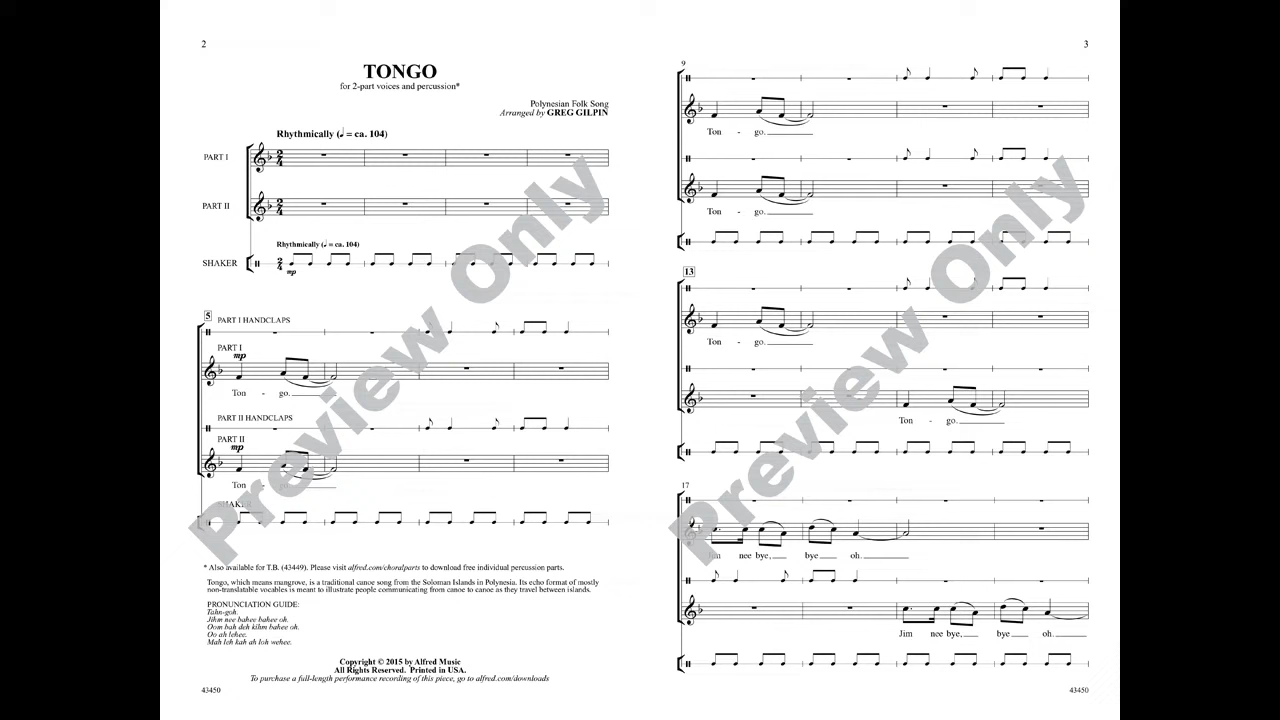 2
TONGO
for 2-part voices and percussion*
Polynesian Folk Song
Arranged by GREG GILPIN
Rhythmically (♩ = ca. 104)
PART I
2
4
PART II
2
4
Rhythmically (♩ = ca. 104)
SHAKER
2
4
mp
5
PART I HANDCLAPS
PART I
mp
Ton - go.
PART II HANDCLAPS
PART II
mp
Ton - go.
SHAKER
* Also available for T.B. (43449). Please visit alfred.com/choralparts to download free individual percussion parts.
Tongo, which means mangrove, is a traditional canoe song from the Soloman Islands in Polynesia. Its echo format of mostly
non-translatable vocables is meant to illustrate people communicating from canoe to canoe as they travel between islands.
PRONUNCIATION GUIDE:
Tahn-goh.
Jihm nee bahee bahee oh.
Oom bah deh kihm bahee oh.
Oo ah lehee.
Mah leh kah ah loh wehee.
Copyright © 2015 by Alfred Music
All Rights Reserved. Printed in USA.
To purchase a full-length performance recording of this piece, go to alfred.com/downloads
43450
Preview Only
3
9
Ton - go.
Ton - go.
13
Ton - go.
Ton - go.
17
Jim nee bye, bye oh.
Jim nee bye, bye oh.
43450
Preview Only